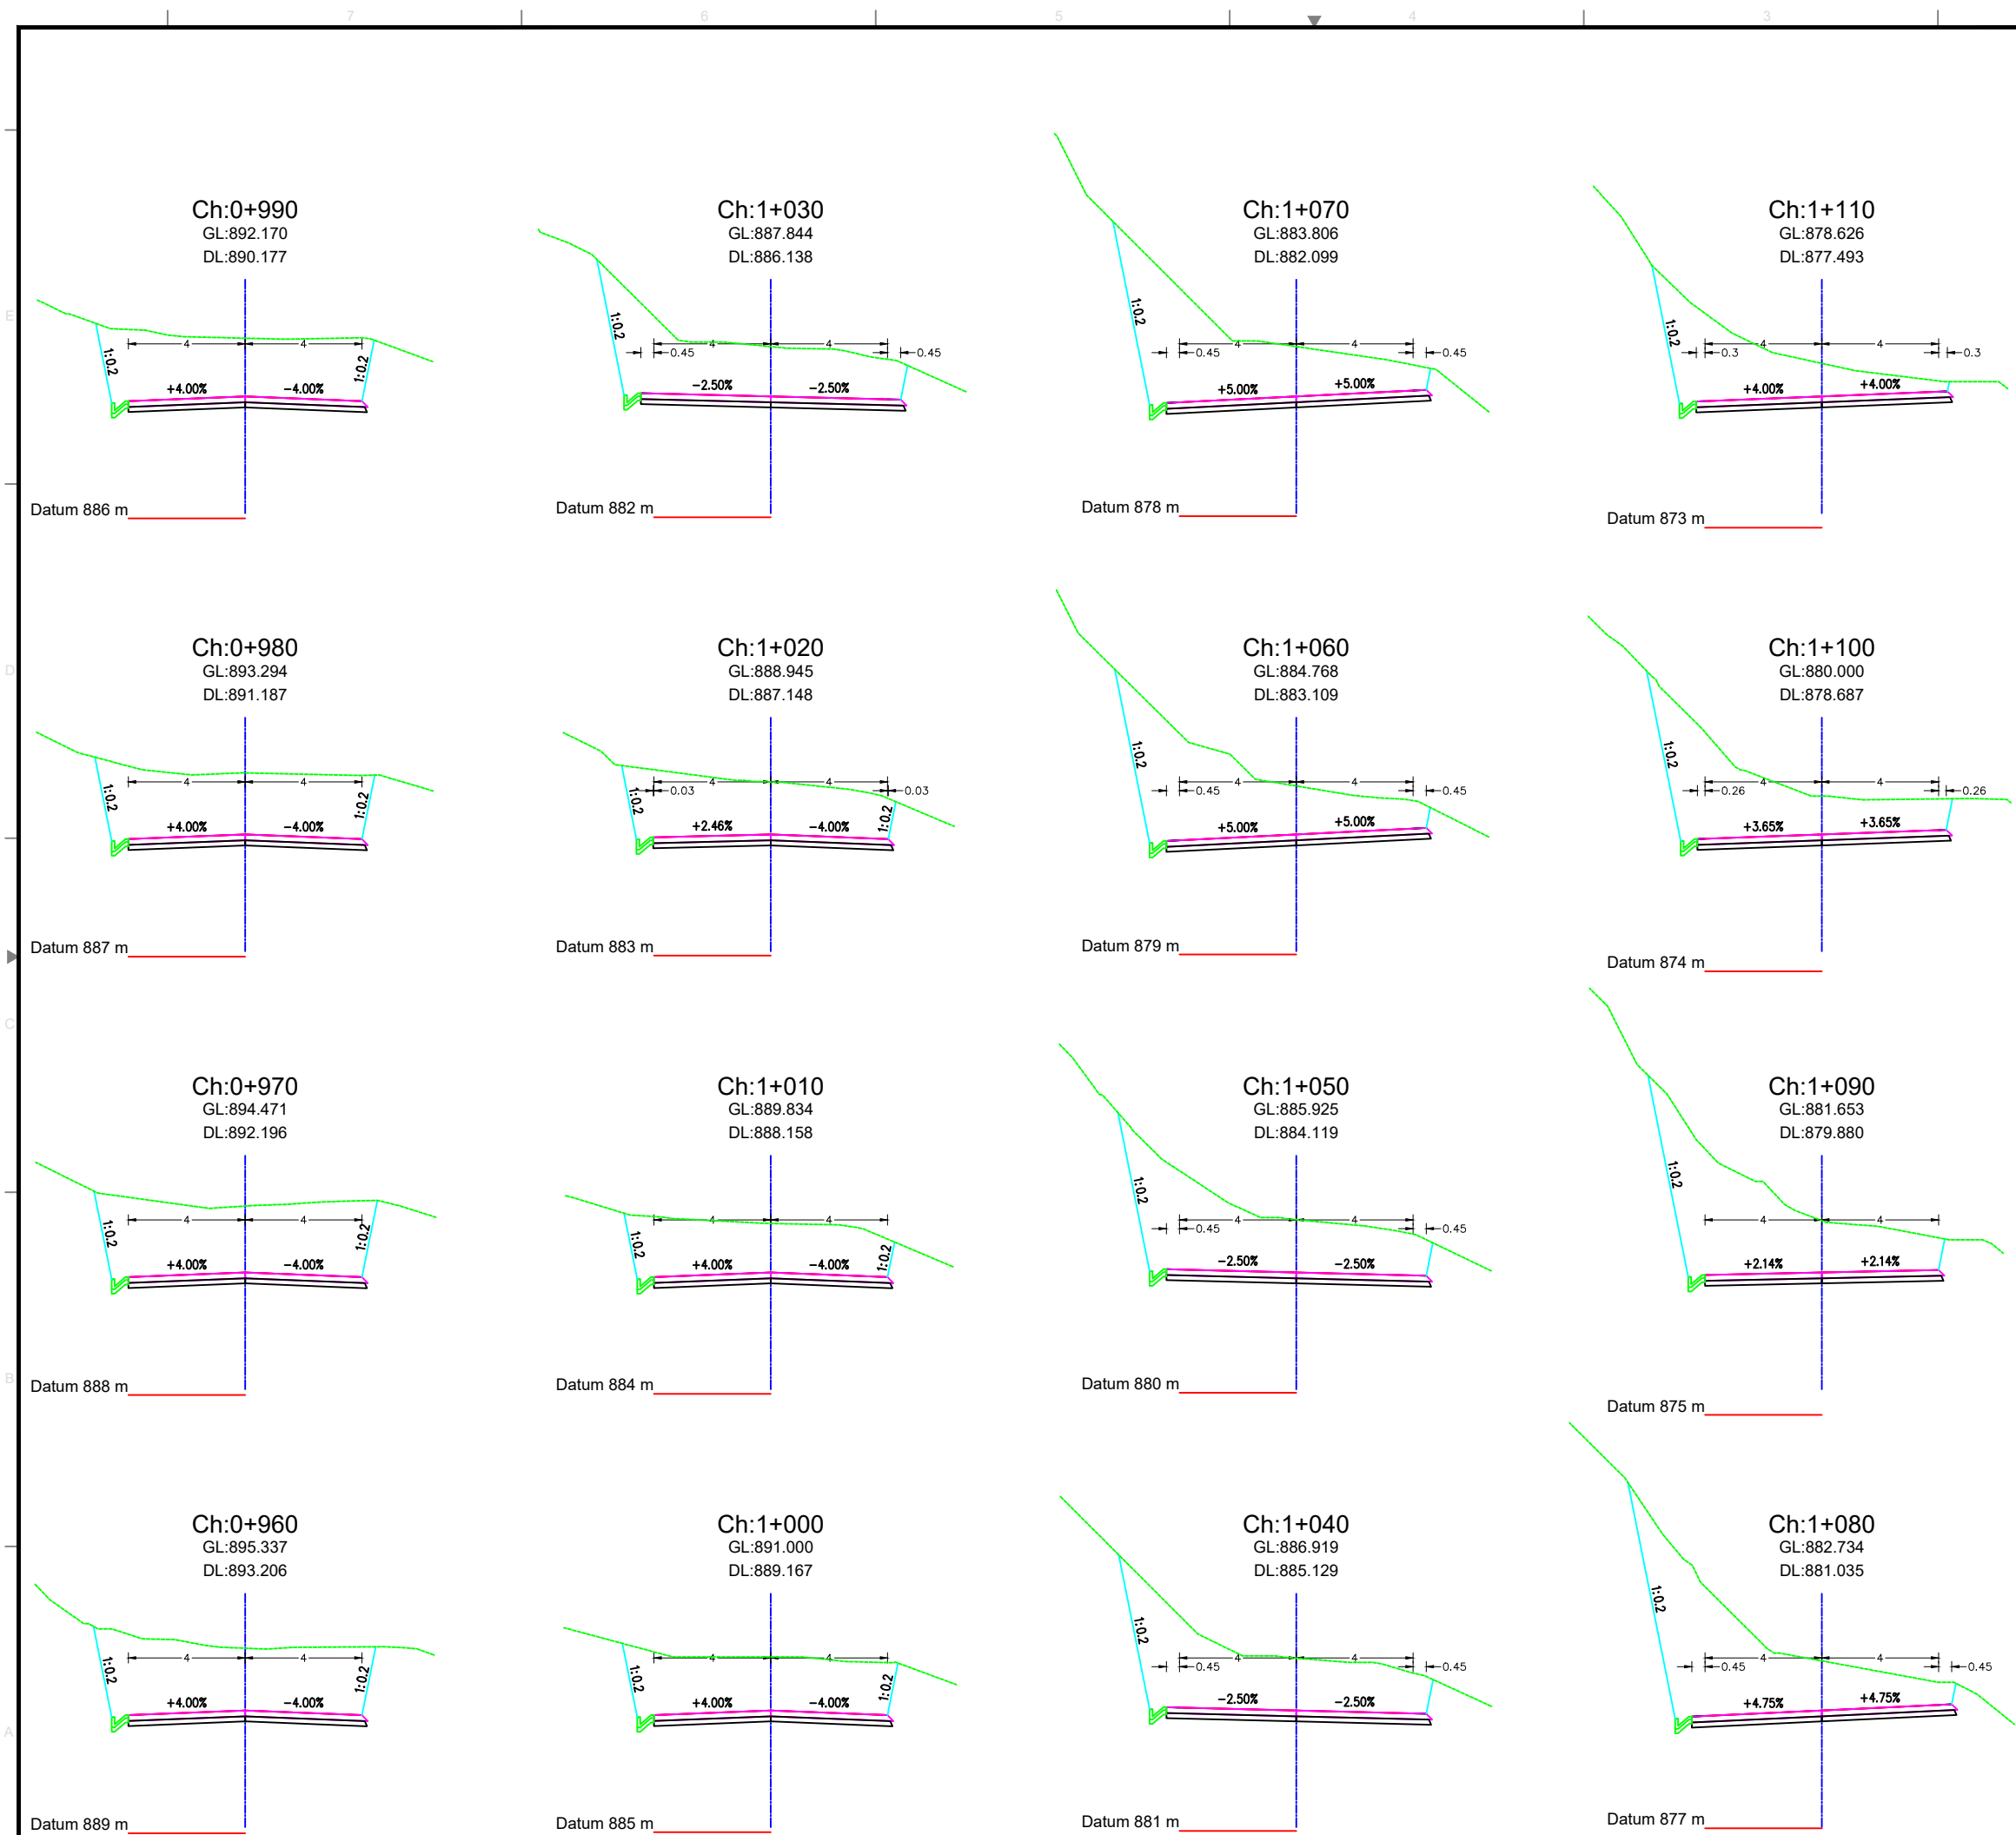 7 6 5 4 3
E
D
C
B
A
Ch:0+990
GL:892.170
DL:890.177
1:0.2
4 4
1:0.2
+4.00% −4.00%
Datum 886 m
Ch:1+030
GL:887.844
DL:886.138
1:0.2
4 4
0.45 0.45
−2.50% −2.50%
Datum 882 m
Ch:1+070
GL:883.806
DL:882.099
1:0.2
4 4
0.45 0.45
+5.00% +5.00%
Datum 878 m
Ch:1+110
GL:878.626
DL:877.493
1:0.2
4 4
0.3 0.3
+4.00% +4.00%
Datum 873 m
Ch:0+980
GL:893.294
DL:891.187
1:0.2
4 4
1:0.2
+4.00% −4.00%
Datum 887 m
Ch:1+020
GL:888.945
DL:887.148
1:0.2
4 4
0.03 0.03
1:0.2
+2.46% −4.00%
Datum 883 m
Ch:1+060
GL:884.768
DL:883.109
1:0.2
4 4
0.45 0.45
+5.00% +5.00%
Datum 879 m
Ch:1+100
GL:880.000
DL:878.687
1:0.2
4 4
0.26 0.26
+3.65% +3.65%
Datum 874 m
Ch:0+970
GL:894.471
DL:892.196
1:0.2
4 4
1:0.2
+4.00% −4.00%
Datum 888 m
Ch:1+010
GL:889.834
DL:888.158
1:0.2
4 4
1:0.2
+4.00% −4.00%
Datum 884 m
Ch:1+050
GL:885.925
DL:884.119
1:0.2
4 4
0.45 0.45
−2.50% −2.50%
Datum 880 m
Ch:1+090
GL:881.653
DL:879.880
1:0.2
4 4
+2.14% +2.14%
Datum 875 m
Ch:0+960
GL:895.337
DL:893.206
1:0.2
4 4
1:0.2
+4.00% −4.00%
Datum 889 m
Ch:1+000
GL:891.000
DL:889.167
1:0.2
4 4
1:0.2
+4.00% −4.00%
Datum 885 m
Ch:1+040
GL:886.919
DL:885.129
1:0.2
4 4
0.45 0.45
−2.50% −2.50%
Datum 881 m
Ch:1+080
GL:882.734
DL:881.035
1:0.2
4 4
0.45 0.45
+4.75% +4.75%
Datum 877 m